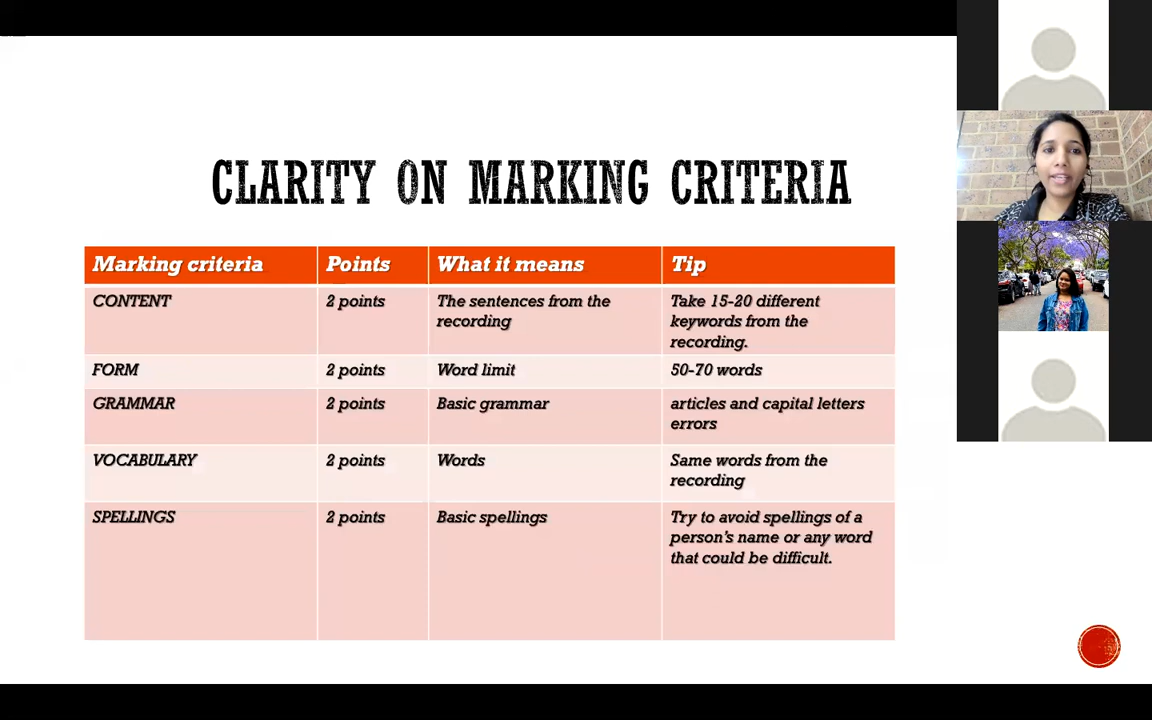 CLARITY ON MARKING CRITERIA
Marking criteria Points What it means Tip
CONTENT 2 points The sentences from the recording Take 15-20 different keywords from the recording.
FORM 2 points Word limit 50-70 words
GRAMMAR 2 points Basic grammar articles and capital letters errors
VOCABULARY 2 points Words Same words from the recording
SPELLINGS 2 points Basic spellings Try to avoid spellings of a person's name or any word that could be difficult.